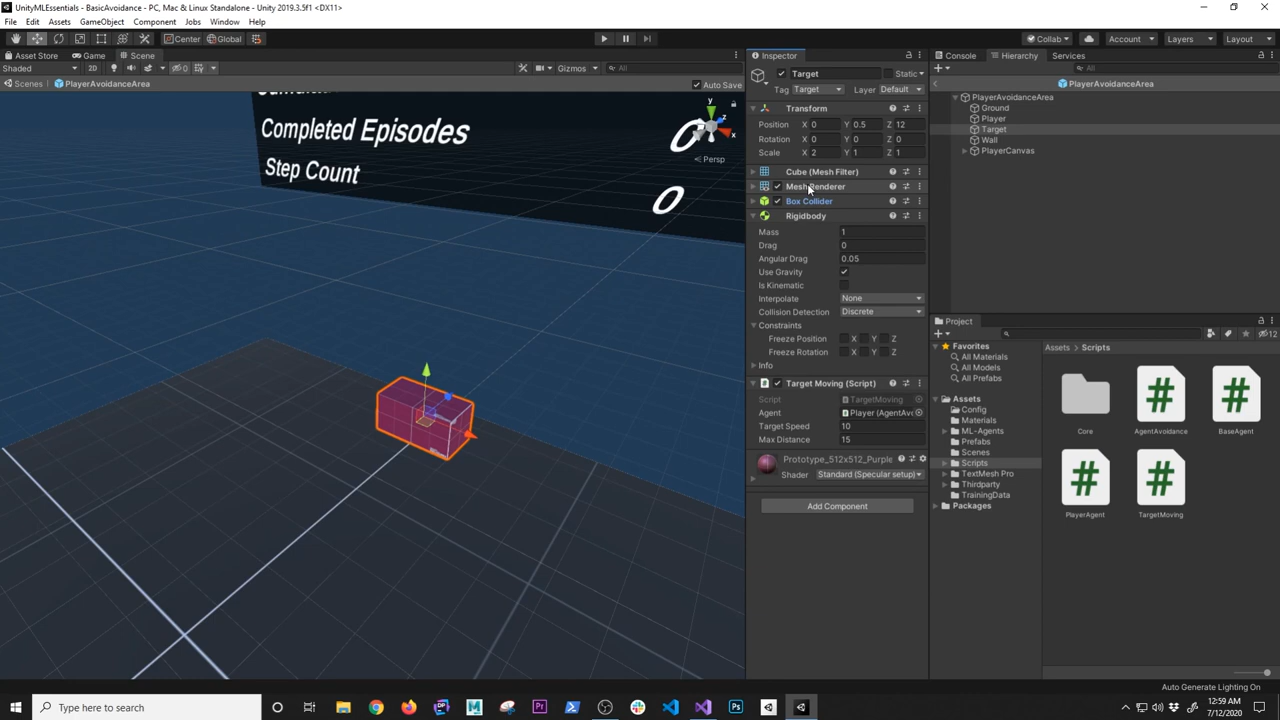 UnityMLEssentials - BasicAvoidance - PC, Mac & Linux Standalone - Unity 2019.3.5f1 <DX11>
File Edit Assets GameObject Component Jobs Window Help
Center Global Collab Account Layers Layout
Asset Store Game Scene
Shaded 2D 0 Gizmos All
Scenes PlayerAvoidanceArea Auto Save
Completed Episodes 0
Step Count 0
y
z
x
Persp
Inspector
Target Static
Tag Target Layer Default
Transform
Position X 0 Y 0.5 Z 12
Rotation X 0 Y 0 Z 0
Scale X 2 Y 1 Z 1
Cube (Mesh Filter)
Mesh Renderer
Box Collider
Rigidbody
Mass 1
Drag 0
Angular Drag 0.05
Use Gravity
Is Kinematic
Interpolate None
Collision Detection Discrete
Constraints
Freeze Position X Y Z
Freeze Rotation X Y Z
Info
Target Moving (Script)
Script TargetMoving
Agent Player (AgentAvo
Target Speed 10
Max Distance 15
Prototype_512x512_Purple
Shader Standard (Specular setup)
Add Component
Console Hierarchy Services
All
PlayerAvoidanceArea
PlayerAvoidanceArea
Ground
Player
Target
Wall
PlayerCanvas
Project
12
Favorites
All Materials
All Models
All Prefabs
Assets
Config
Materials
ML-Agents
Prefabs
Scenes
Scripts
TextMesh Pro
Thirdparty
TrainingData
Packages
Assets Scripts
Core AgentAvoidance BaseAgent
PlayerAgent TargetMoving
Auto Generate Lighting On
Type here to search
12:59 AM
7/12/2020